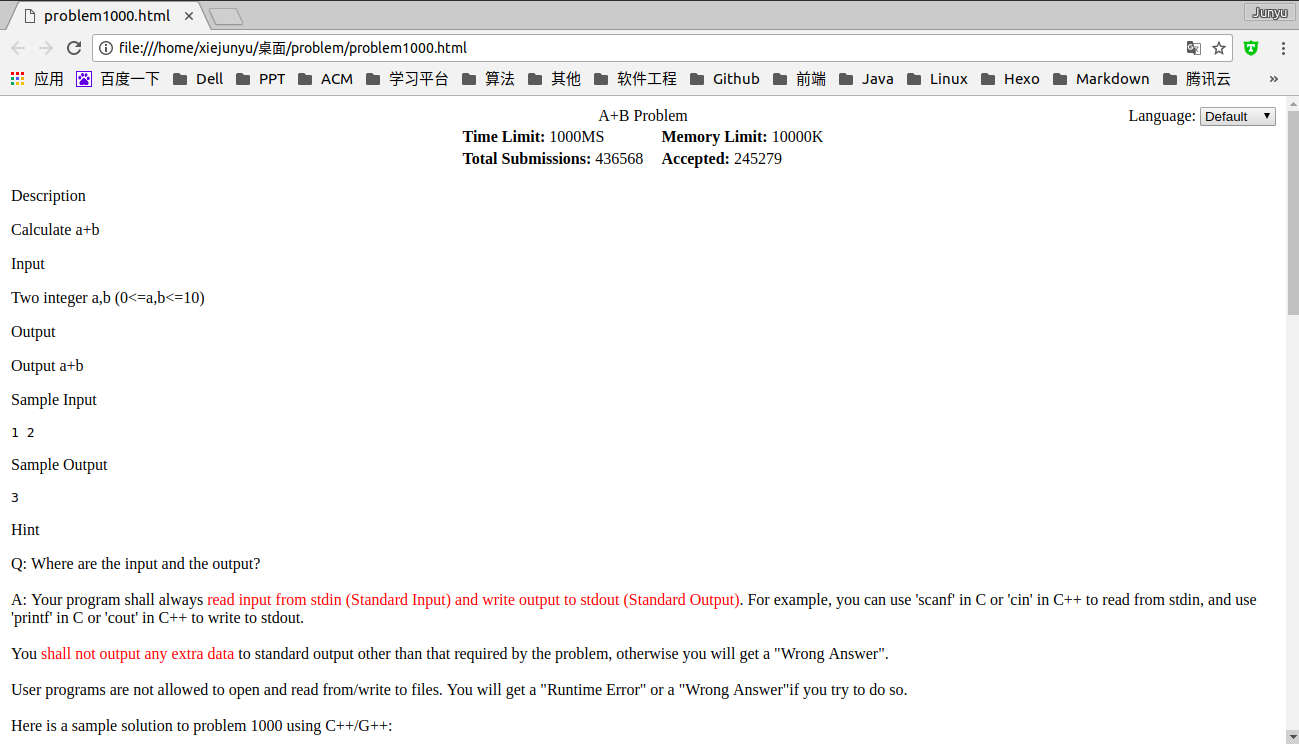 problem1000.html
Junyu
file:///home/xiejunyu/桌面/problem/problem1000.html
应用 百度一下 Dell PPT ACM 学习平台 算法 其他 软件工程 Github 前端 Java Linux Hexo Markdown 腾讯云 »
A+B Problem Language: Default
Time Limit: 1000MS Memory Limit: 10000K
Total Submissions: 436568 Accepted: 245279
Description
Calculate a+b
Input
Two integer a,b (0<=a,b<=10)
Output
Output a+b
Sample Input
1 2
Sample Output
3
Hint
Q: Where are the input and the output?
A: Your program shall always read input from stdin (Standard Input) and write output to stdout (Standard Output). For example, you can use 'scanf' in C or 'cin' in C++ to read from stdin, and use
'printf' in C or 'cout' in C++ to write to stdout.
You shall not output any extra data to standard output other than that required by the problem, otherwise you will get a "Wrong Answer".
User programs are not allowed to open and read from/write to files. You will get a "Runtime Error" or a "Wrong Answer"if you try to do so.
Here is a sample solution to problem 1000 using C++/G++: